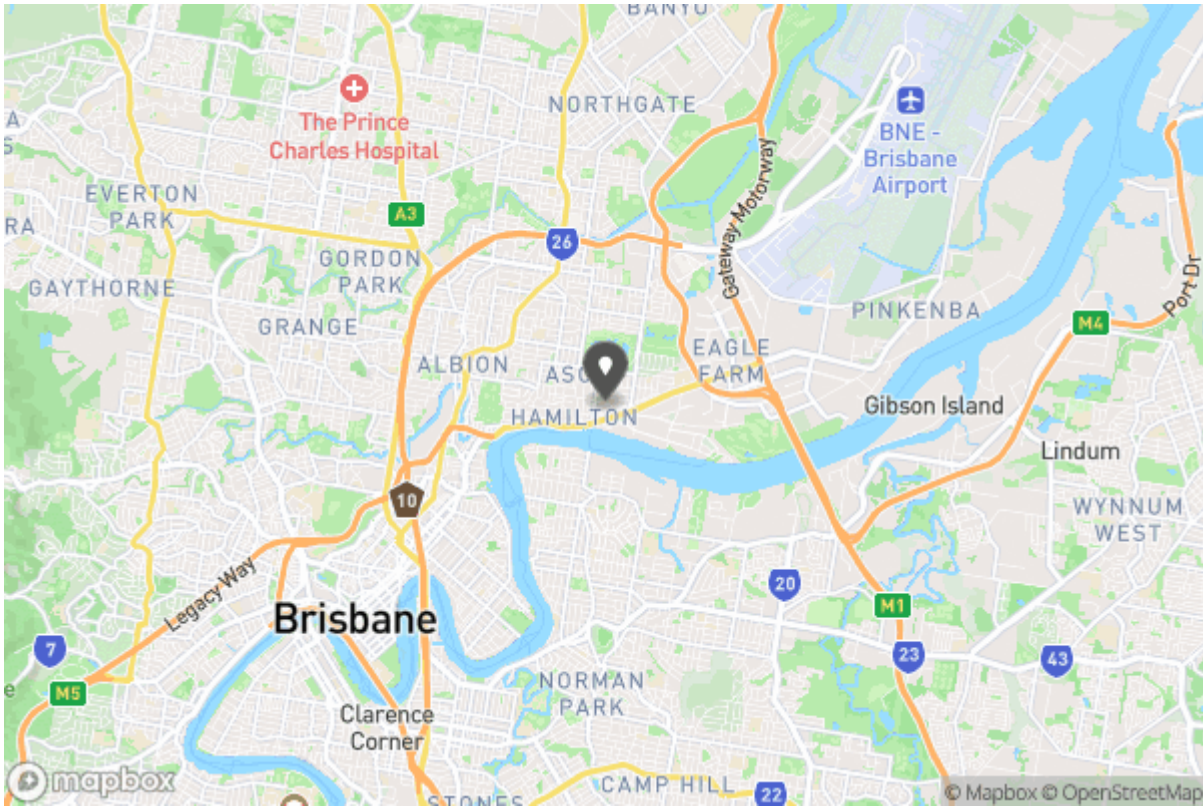 BANYO
NORTHGATE
The Prince
Charles Hospital
BNE -
Brisbane
Airport
EVERTON
PARK
A3
Gateway Motorway
26
GORDON
PARK
GAYTHORNE
GRANGE
PINKENBA
Port Dr
M4
ALBION
EAGLE
FARM
HAMILTON
Gibson Island
Lindum
10
WYNNUM
WEST
Legacy Way
20
Brisbane
M1
7
23
43
M5
NORMAN
PARK
Clarence
Corner
mapbox
CAMP HILL
22
STONES
© Mapbox © OpenStreetMap